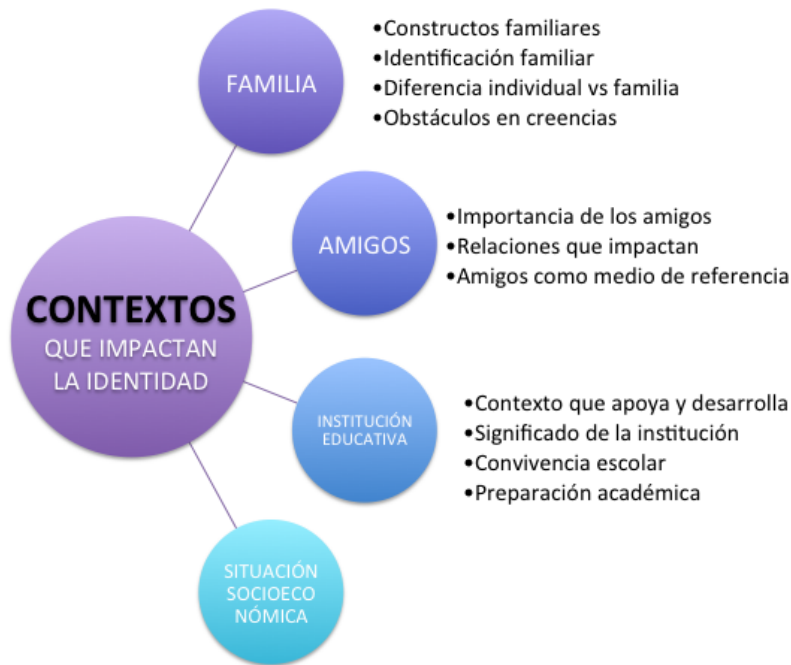 FAMILIA
•Constructos familiares
•Identificación familiar
•Diferencia individual vs familia
•Obstáculos en creencias
AMIGOS
•Importancia de los amigos
•Relaciones que impactan
•Amigos como medio de referencia
CONTEXTOS
QUE IMPACTAN
LA IDENTIDAD
INSTITUCIÓN
EDUCATIVA
•Contexto que apoya y desarrolla
•Significado de la institución
•Convivencia escolar
•Preparación académica
SITUACIÓN
SOCIOECO
NÓMICA